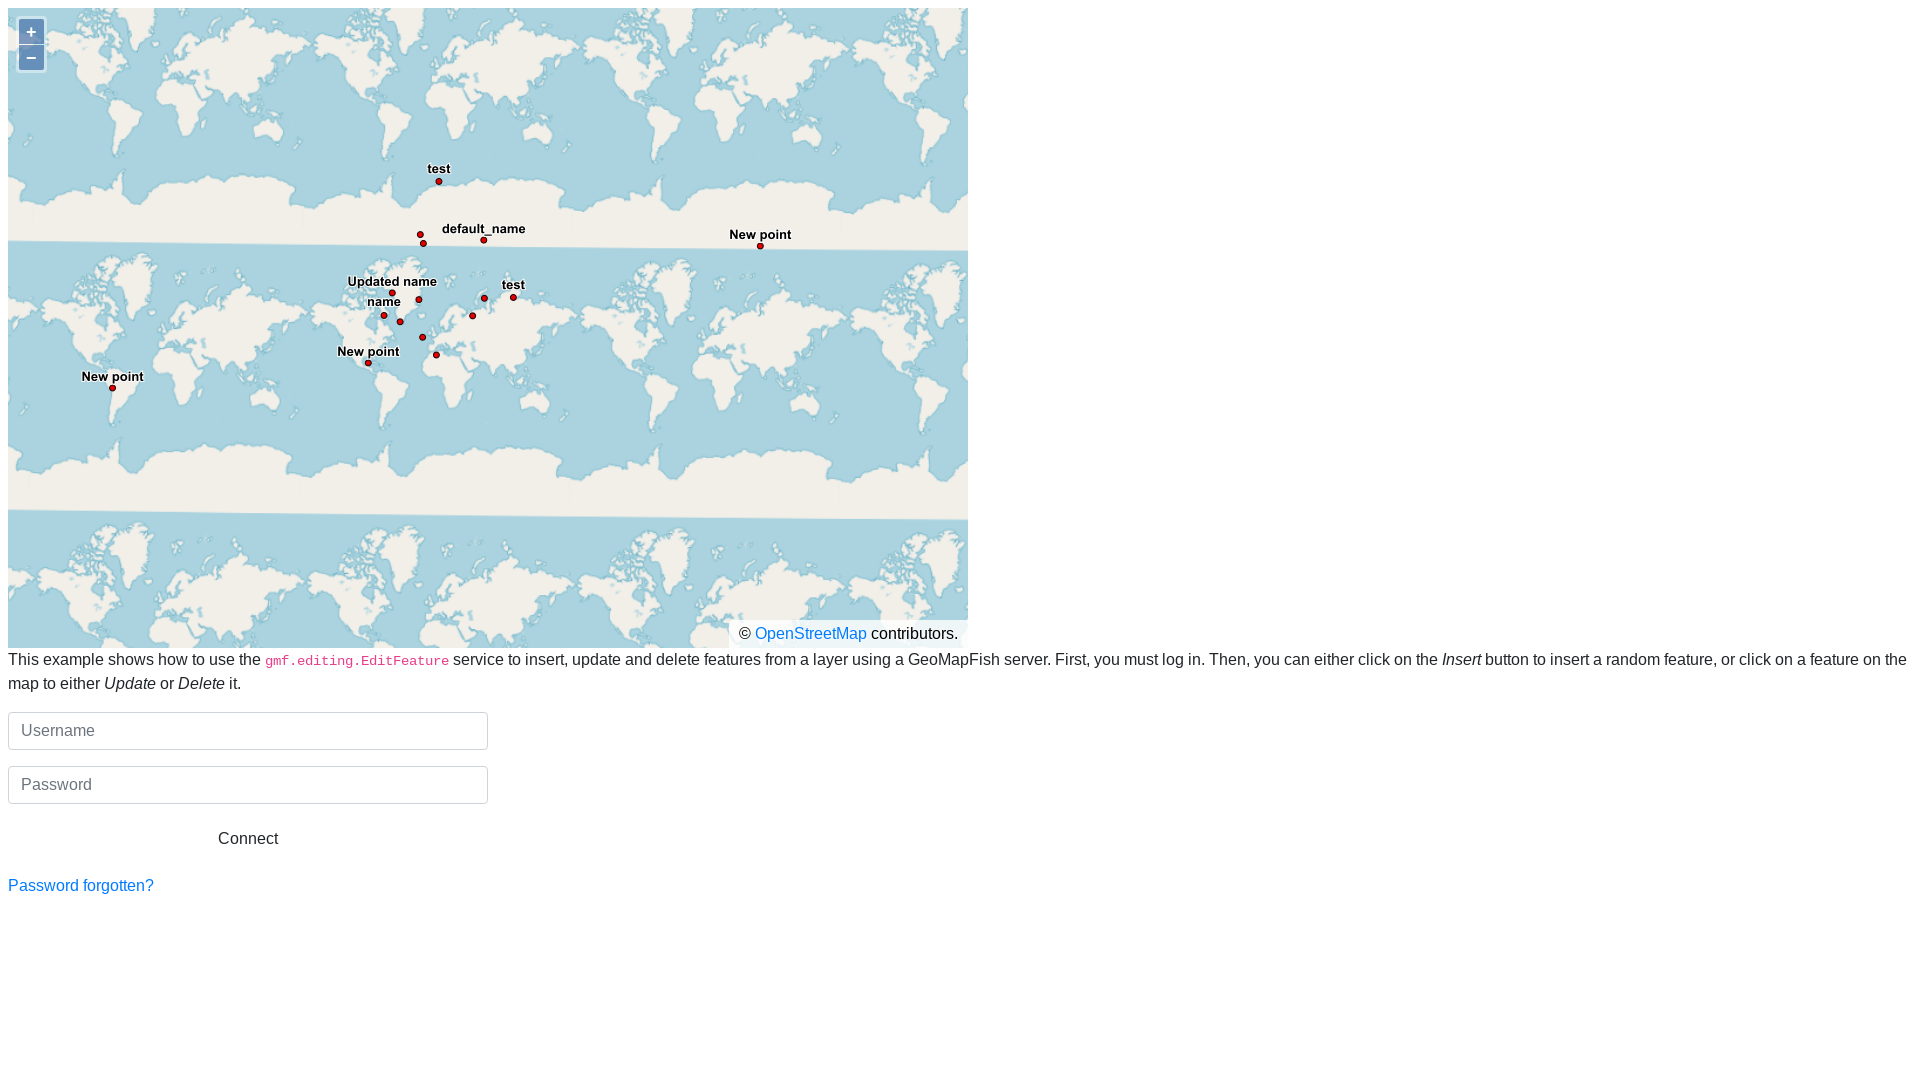 +
−
test
default_name
New point
Updated name
test
name
New point
New point
© OpenStreetMap contributors.
This example shows how to use the gmf.editing.EditFeature service to insert, update and delete features from a layer using a GeoMapFish server. First, you must log in. Then, you can either click on the Insert button to insert a random feature, or click on a feature on the
map to either Update or Delete it.
Username
Password
Connect
Password forgotten?